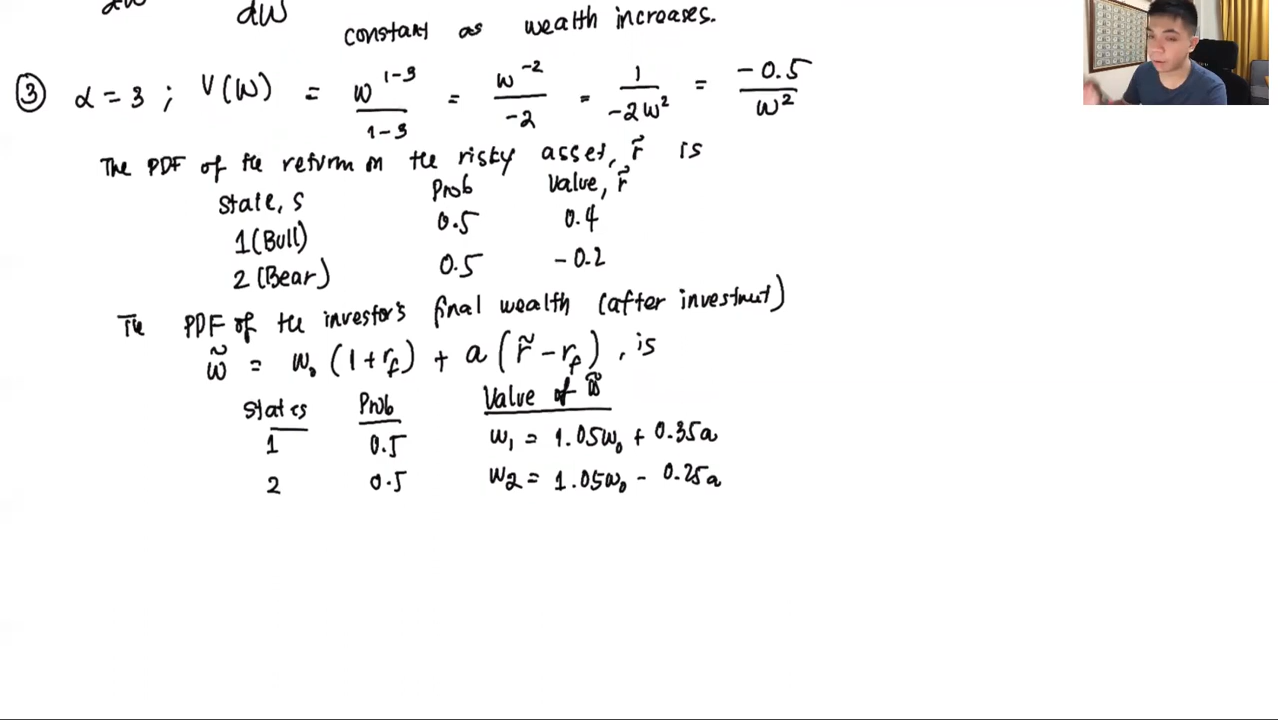 dw dw
constant as wealth increases.
③ α = 3 ; V(W) = w^(1-3) / (1-3) = w^(-2) / -2 = 1 / -2w² = -0.5 / w²
The PDF of the return on the risky asset, r̃ is
State, s Prob Value, r̃
1 (Bull) 0.5 0.4
2 (Bear) 0.5 -0.2
The PDF of the investor's final wealth (after investment)
w̃ = w₀ (1+r_f) + a (r̃ - r_f), is
States Prob Value of w̃
1 0.5 w₁ = 1.05w₀ + 0.35a
2 0.5 w₂ = 1.05w₀ - 0.25a